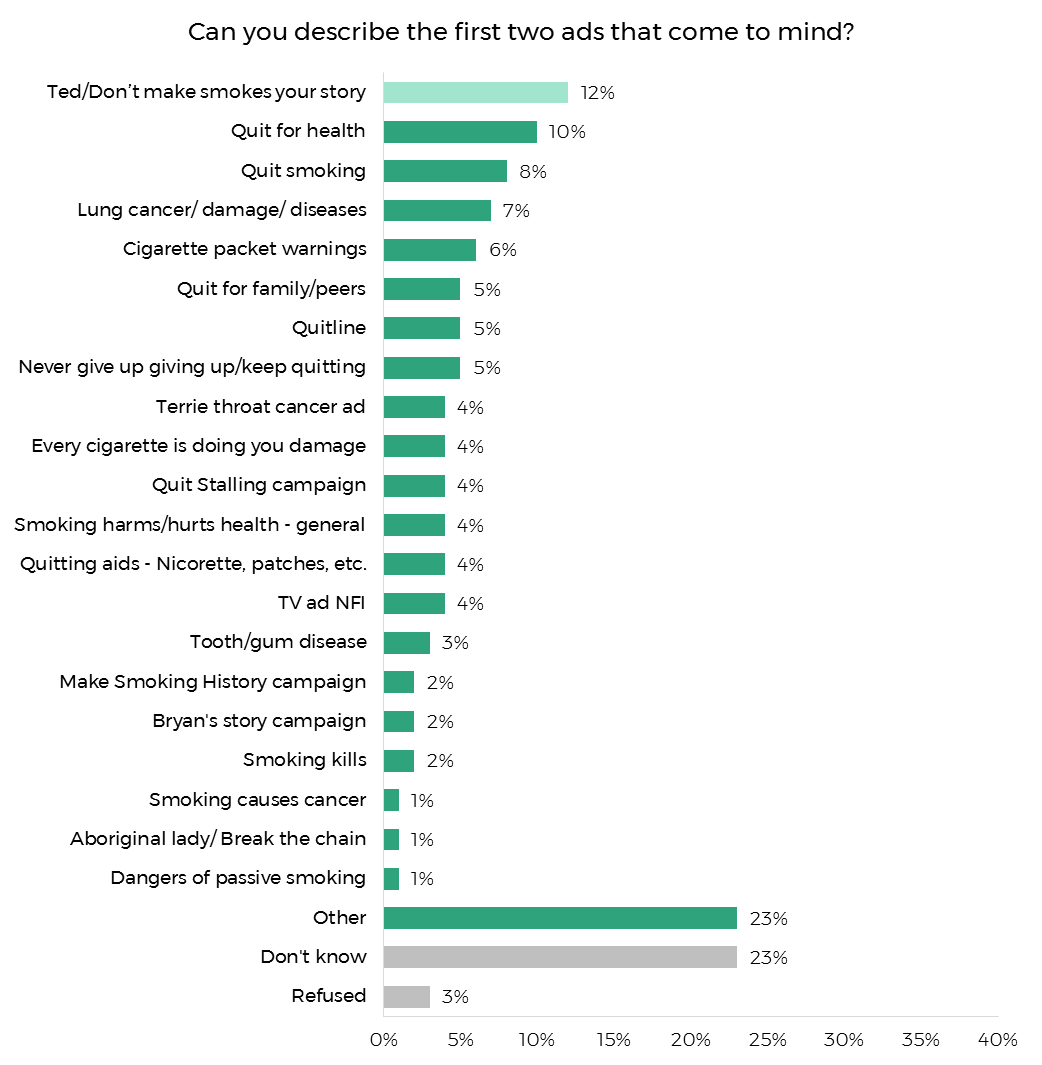 Can you describe the first two ads that come to mind?
Ted/Don’t make smokes your story 12%
Quit for health 10%
Quit smoking 8%
Lung cancer/ damage/ diseases 7%
Cigarette packet warnings 6%
Quit for family/peers 5%
Quitline 5%
Never give up giving up/keep quitting 5%
Terrie throat cancer ad 4%
Every cigarette is doing you damage 4%
Quit Stalling campaign 4%
Smoking harms/hurts health - general 4%
Quitting aids - Nicorette, patches, etc. 4%
TV ad NFI 4%
Tooth/gum disease 3%
Make Smoking History campaign 2%
Bryan's story campaign 2%
Smoking kills 2%
Smoking causes cancer 1%
Aboriginal lady/ Break the chain 1%
Dangers of passive smoking 1%
Other 23%
Don't know 23%
Refused 3%
0% 5% 10% 15% 20% 25% 30% 35% 40%